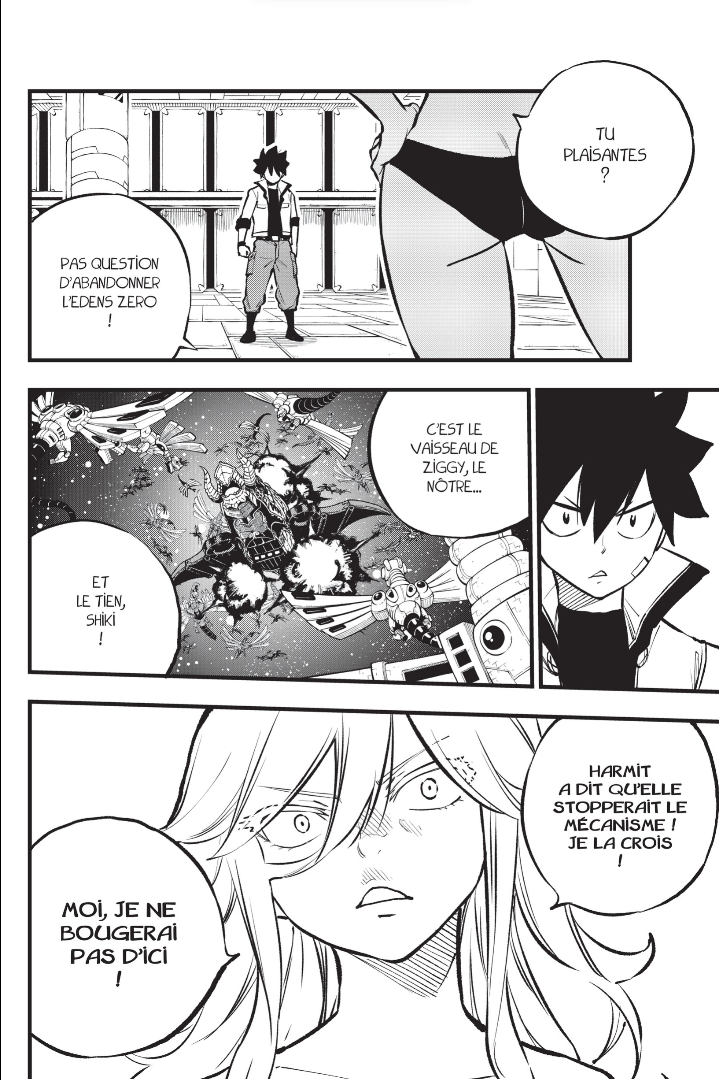 TU
PLAISANTES
?
PAS QUESTION
D'ABANDONNER
L'EDENS ZERO
!
C'EST LE
VAISSEAU DE
ZIGGY, LE
NÔTRE...
ET
LE TIEN,
SHIKI
!
HARMIT
A DIT QU'ELLE
STOPPERAIT LE
MÉCANISME !
JE LA CROIS
!
MOI, JE NE
BOUGERAI
PAS D'ICI
!